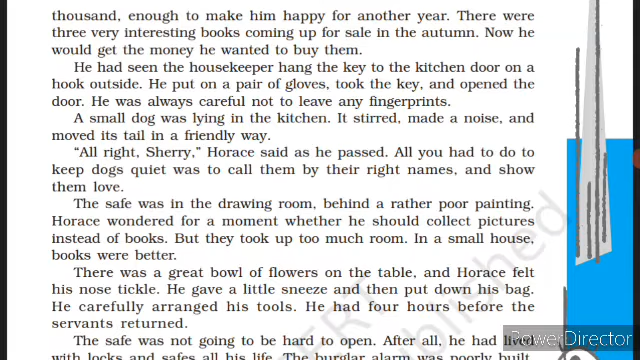 thousand, enough to make him happy for another year. There were
three very interesting books coming up for sale in the autumn. Now he
would get the money he wanted to buy them.
He had seen the housekeeper hang the key to the kitchen door on a
hook outside. He put on a pair of gloves, took the key, and opened the
door. He was always careful not to leave any fingerprints.
A small dog was lying in the kitchen. It stirred, made a noise, and
moved its tail in a friendly way.
“All right, Sherry,” Horace said as he passed. All you had to do to
keep dogs quiet was to call them by their right names, and show
them love.
The safe was in the drawing room, behind a rather poor painting.
Horace wondered for a moment whether he should collect pictures
instead of books. But they took up too much room. In a small house,
books were better.
There was a great bowl of flowers on the table, and Horace felt
his nose tickle. He gave a little sneeze and then put down his bag.
He carefully arranged his tools. He had four hours before the
servants returned.
The safe was not going to be hard to open. After all, he had lived
with locks and safes all his life. The burglar alarm was poorly built.
PowerDirector